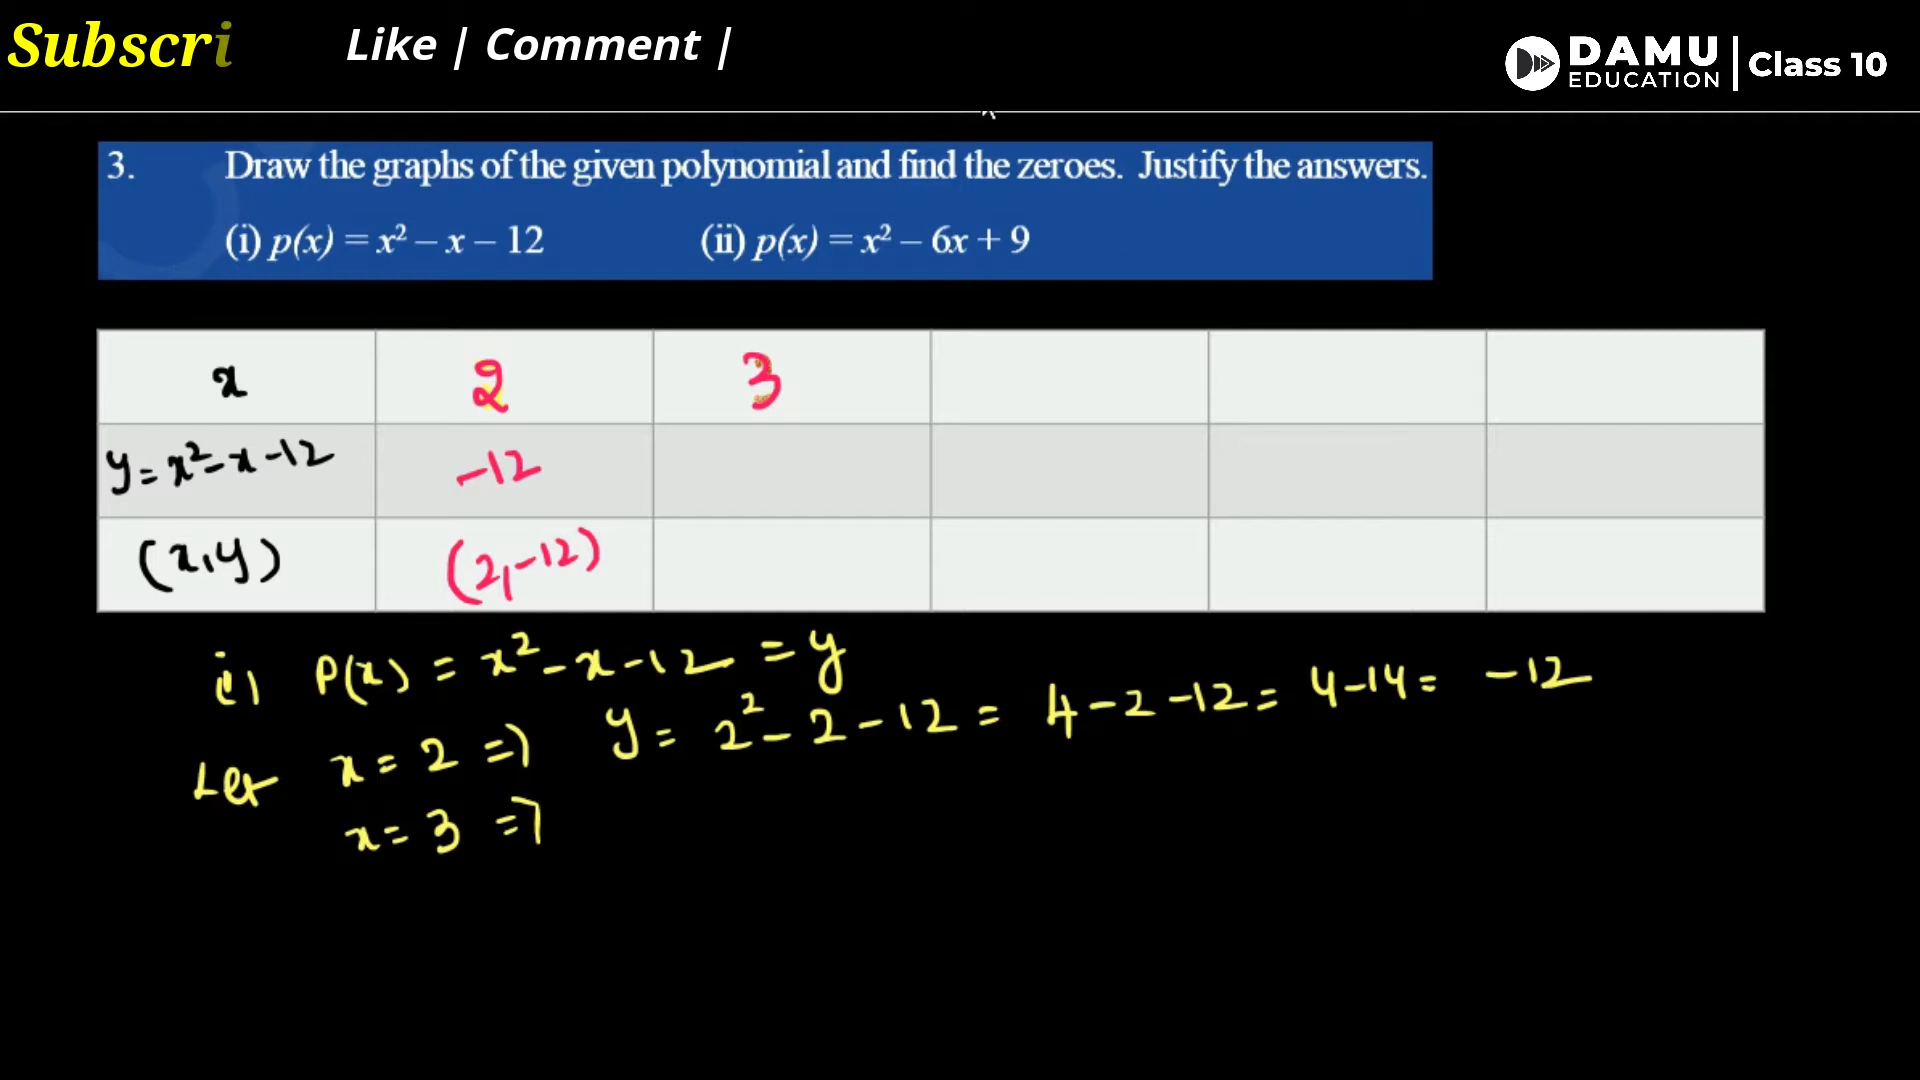 Subscri
Like | Comment |
DAMU EDUCATION | Class 10
3. Draw the graphs of the given polynomial and find the zeroes. Justify the answers.
(i) p(x) = x² – x – 12 (ii) p(x) = x² – 6x + 9
x 2 3
y = x² - x - 12 -12
(x, y) (2, -12)
i) P(x) = x² - x - 12 = y
Let x = 2 => y = 2² - 2 - 12 = 4 - 2 - 12 = 4 - 14 = -12
x = 3 =>